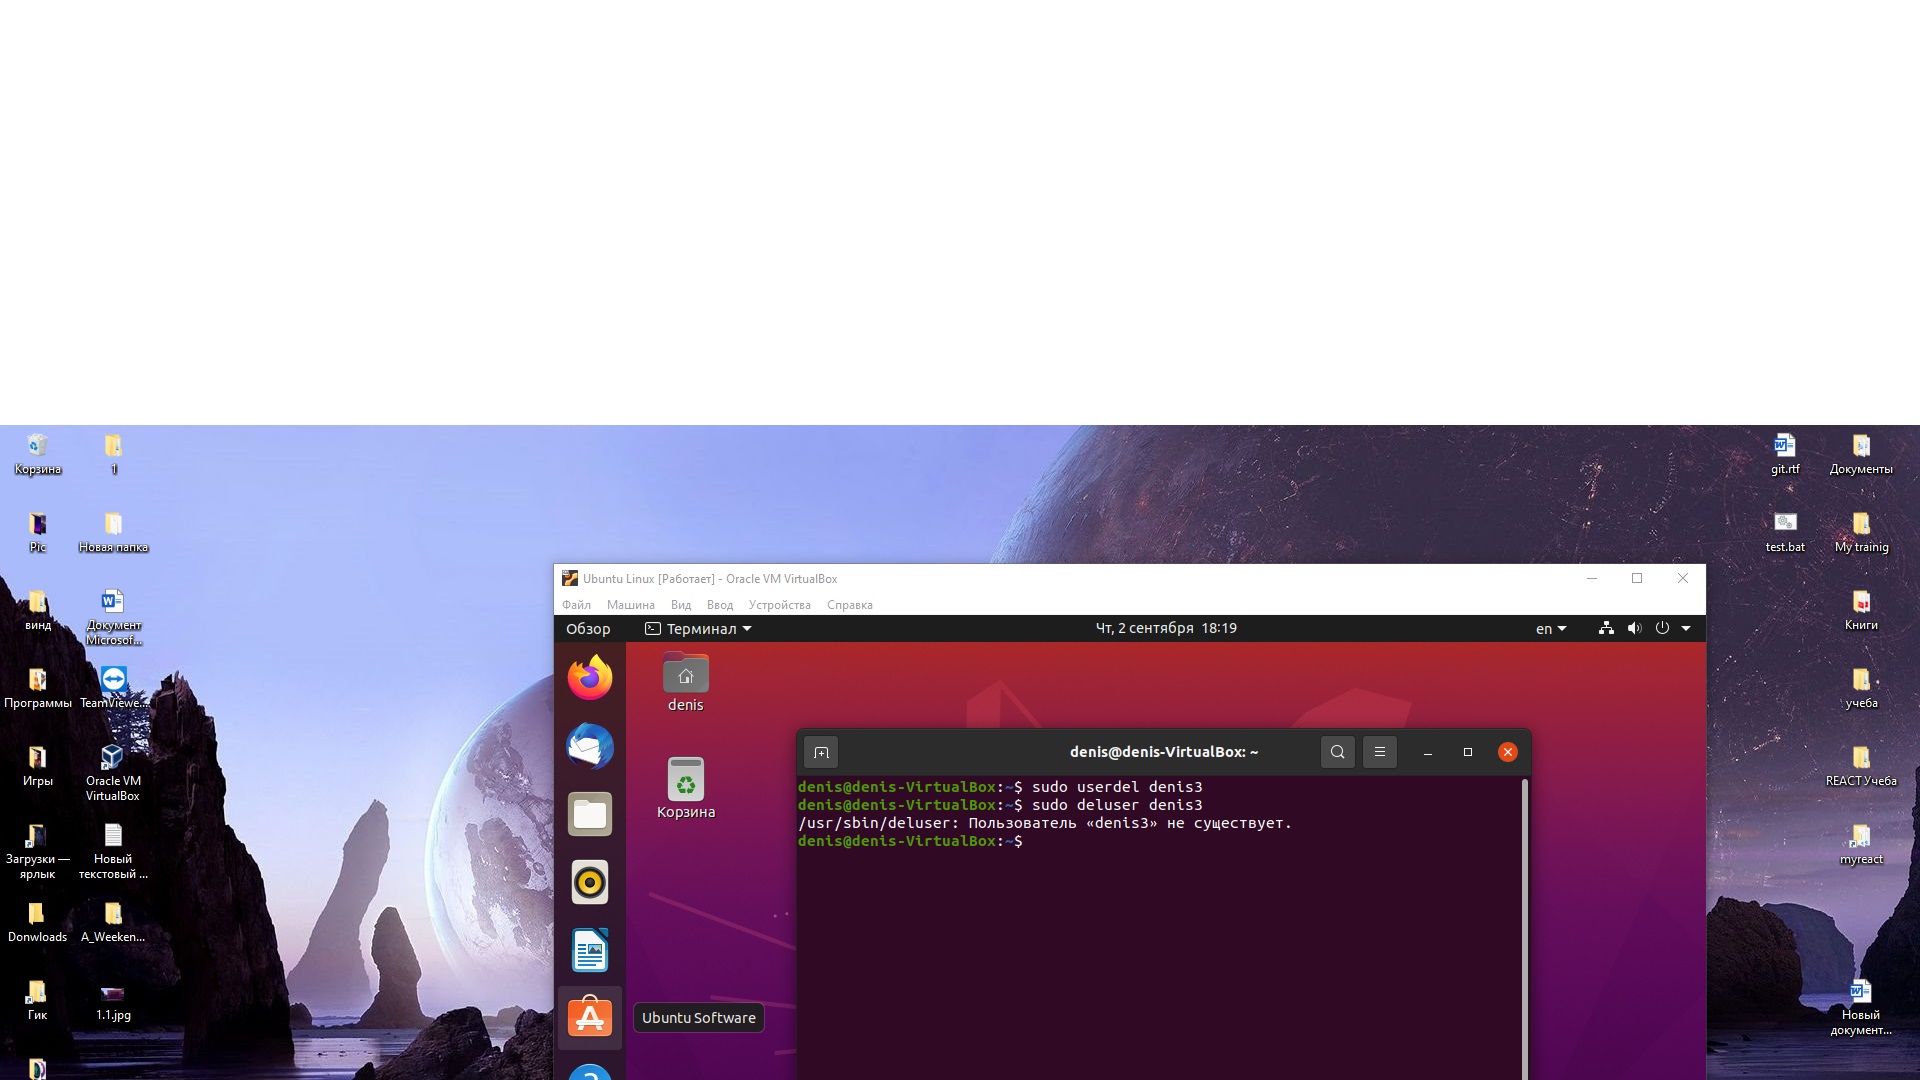 Корзина
1
git.rtf
Документы
Pic
Новая папка
test.bat
My trainig
Ubuntu Linux [Работает] - Oracle VM VirtualBox
Файл Машина Вид Ввод Устройства Справка
винд
Документ
Microsof...
Книги
Обзор
Терминал
Чт, 2 сентября 18:19
en
Программы
TeamViewe...
denis
учеба
denis@denis-VirtualBox: ~
Игры
Oracle VM
VirtualBox
REACT Учеба
denis@denis-VirtualBox:~$ sudo userdel denis3
denis@denis-VirtualBox:~$ sudo deluser denis3
/usr/sbin/deluser: Пользователь «denis3» не существует.
denis@denis-VirtualBox:~$
Корзина
Загрузки —
ярлык
Новый
текстовый ...
myreact
Donwloads
A_Weeken...
Гик
1.1.jpg
Ubuntu Software
Новый
документ...